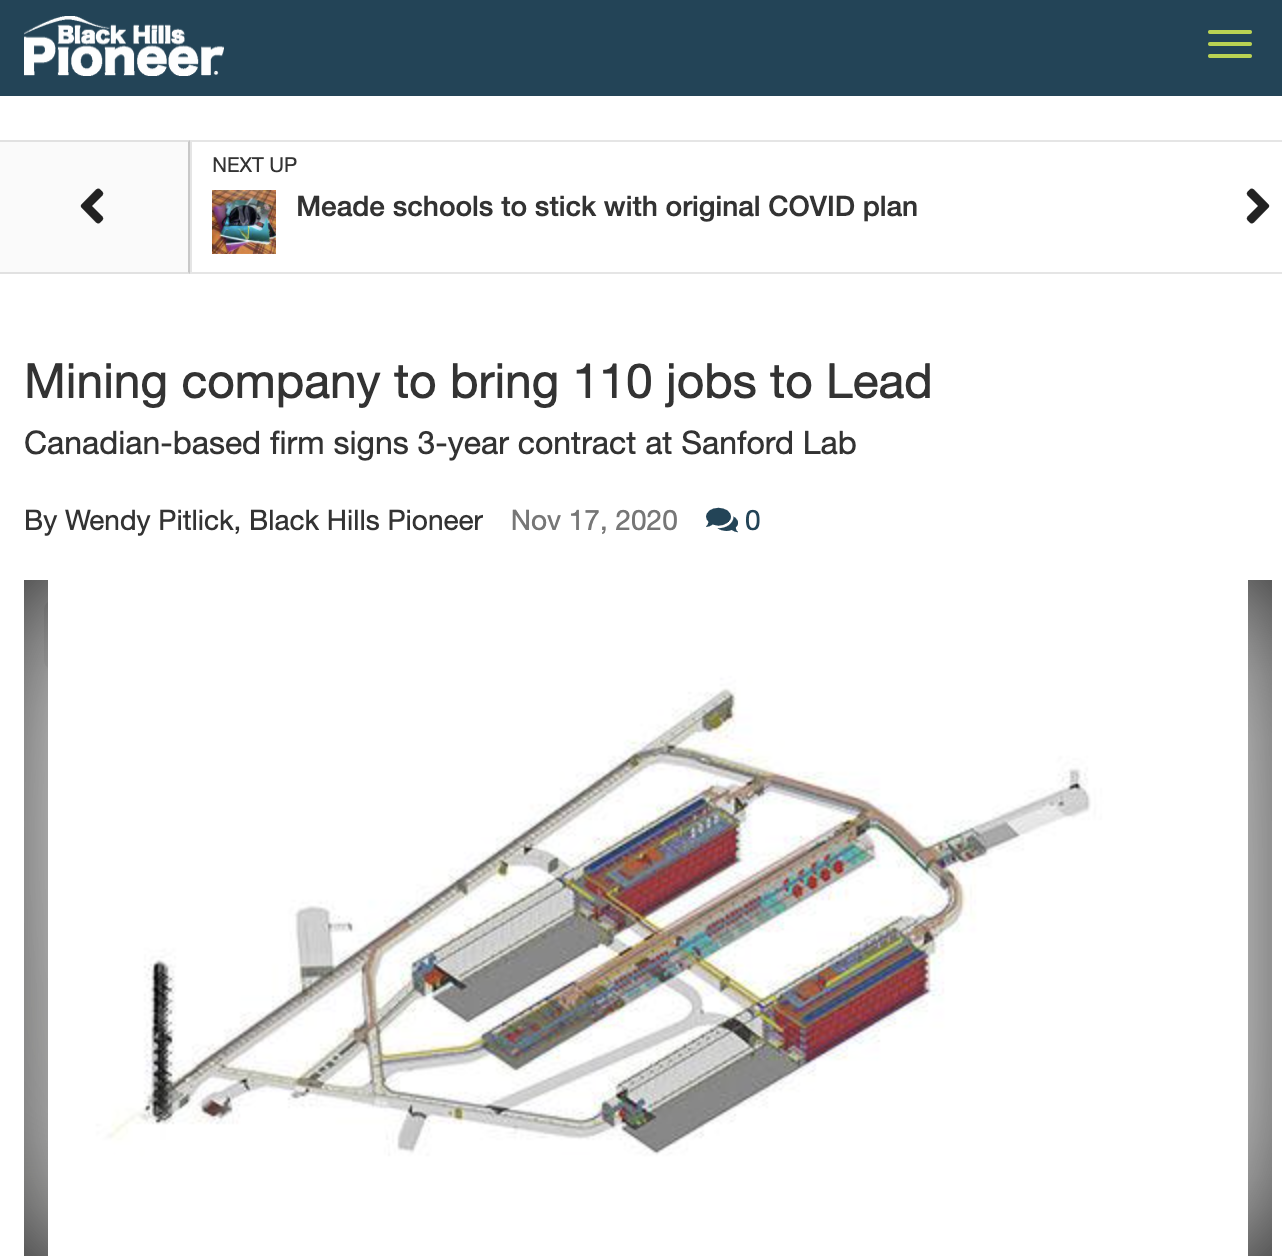 Black Hills
Pioneer
NEXT UP
Meade schools to stick with original COVID plan
Mining company to bring 110 jobs to Lead
Canadian-based firm signs 3-year contract at Sanford Lab
By Wendy Pitlick, Black Hills Pioneer Nov 17, 2020 0